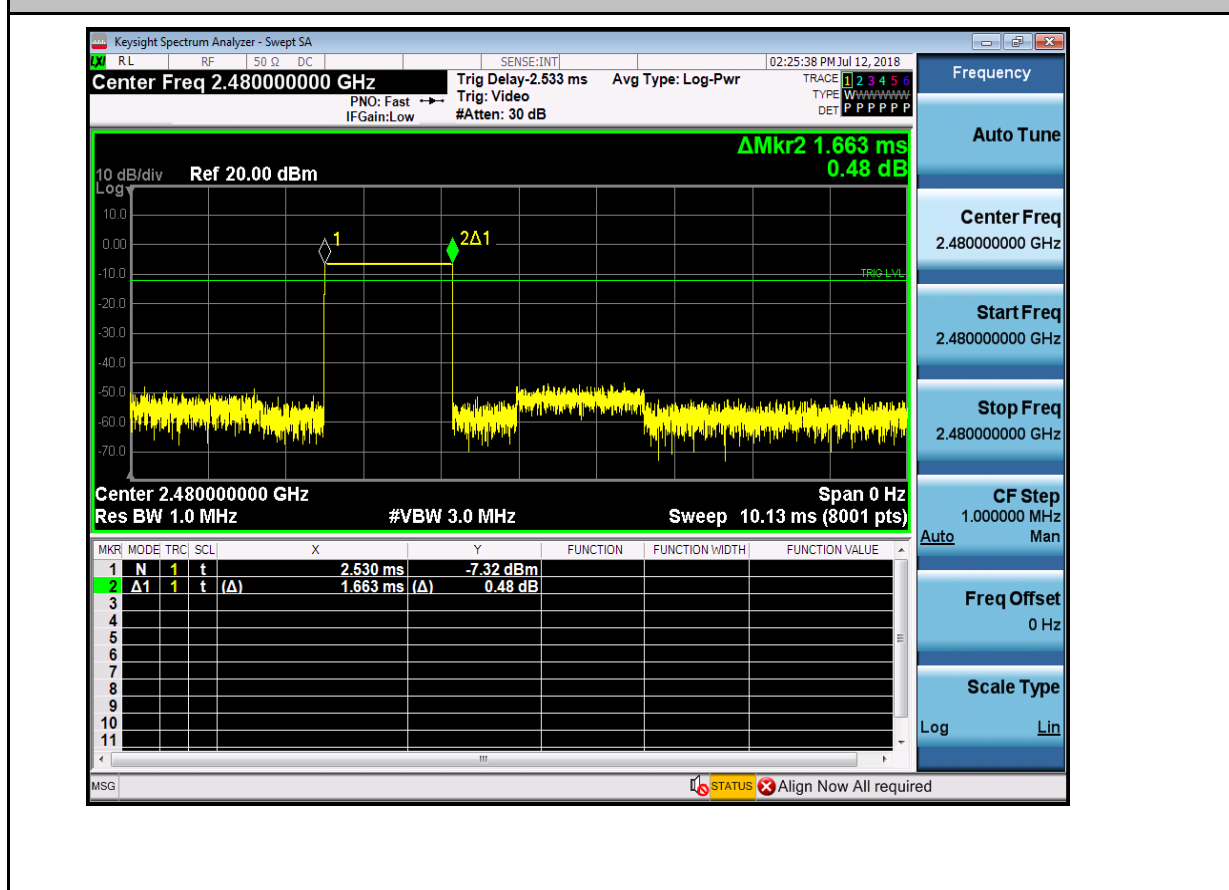 Keysight Spectrum Analyzer - Swept SA
LXI RL RF 50 Ω DC SENSE:INT 02:25:38 PM Jul 12, 2018
Center Freq 2.480000000 GHz
PNO: Fast
IFGain:Low
Trig Delay-2.533 ms
Trig: Video
#Atten: 30 dB
Avg Type: Log-Pwr
TRACE 1 2 3 4 5 6
TYPE WWWWWW
DET P P P P P P
ΔMkr2 1.663 ms
0.48 dB
10 dB/div Ref 20.00 dBm
Log
10.0
0.00
-10.0
-20.0
-30.0
-40.0
-50.0
-60.0
-70.0
1
2Δ1
TRIG LVL
Center 2.480000000 GHz Span 0 Hz
Res BW 1.0 MHz #VBW 3.0 MHz Sweep 10.13 ms (8001 pts)
MKR MODE TRC SCL X Y FUNCTION FUNCTION WIDTH FUNCTION VALUE
1 N 1 t 2.530 ms -7.32 dBm
2 Δ1 1 t (Δ) 1.663 ms (Δ) 0.48 dB
3
4
5
6
7
8
9
10
11
MSG STATUS Align Now All required
Frequency
Auto Tune
Center Freq
2.480000000 GHz
Start Freq
2.480000000 GHz
Stop Freq
2.480000000 GHz
CF Step
1.000000 MHz
Auto Man
Freq Offset
0 Hz
Scale Type
Log Lin